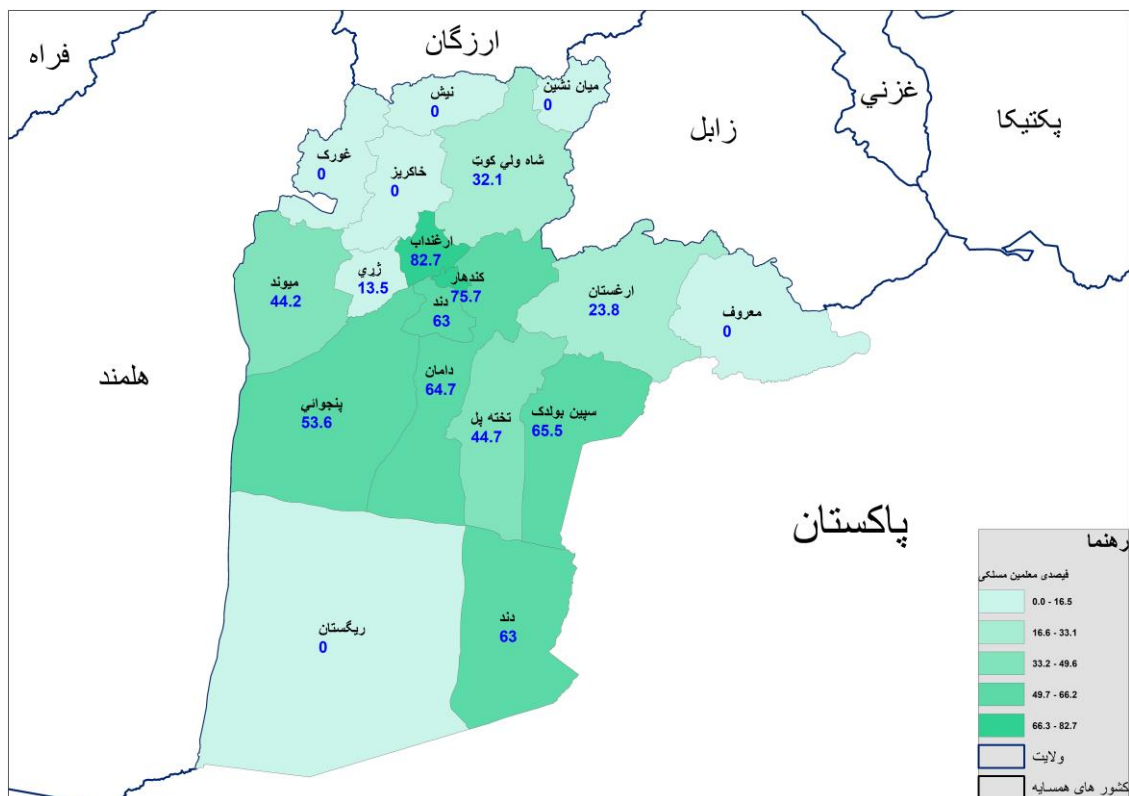 فراه
ارزگان
غزني
پکتیکا
زابل
میان نشین
0
نیش
0
غورک
0
خاکریز
0
شاه ولي کوټ
32.1
ارغنداب
82.7
کندهار
75.7
ژړي
13.5
میوند
44.2
دند
63
ارغستان
23.8
معروف
0
هلمند
پنجوائي
53.6
دامان
64.7
تخته پل
44.7
سپین بولدک
65.5
پاکستان
ریگستان
0
دند
63
رهنما
فیصدی معلمین مسلکی
0.0 - 16.5
16.6 - 33.1
33.2 - 49.6
49.7 - 66.2
66.3 - 82.7
ولایت
کشور های همسایه